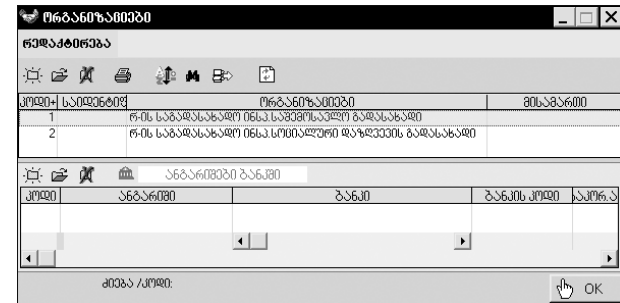 ორგანიზაციები
რედაქტირება
კოდი+ საიდენტიფ ორგანიზაციები მისამართი
1 რ-ის საგადასახადო ინსპ.საშემოსავლო გადასახადი
2 რ-ის საგადასახადო ინსპ.სოციალური დაზღვევის გადასახადი
ანგარიშები ბანკში
კოდი ანგარიში ბანკი ბანკის კოდი საკორ.ა
ძიება /კოდი:
OK